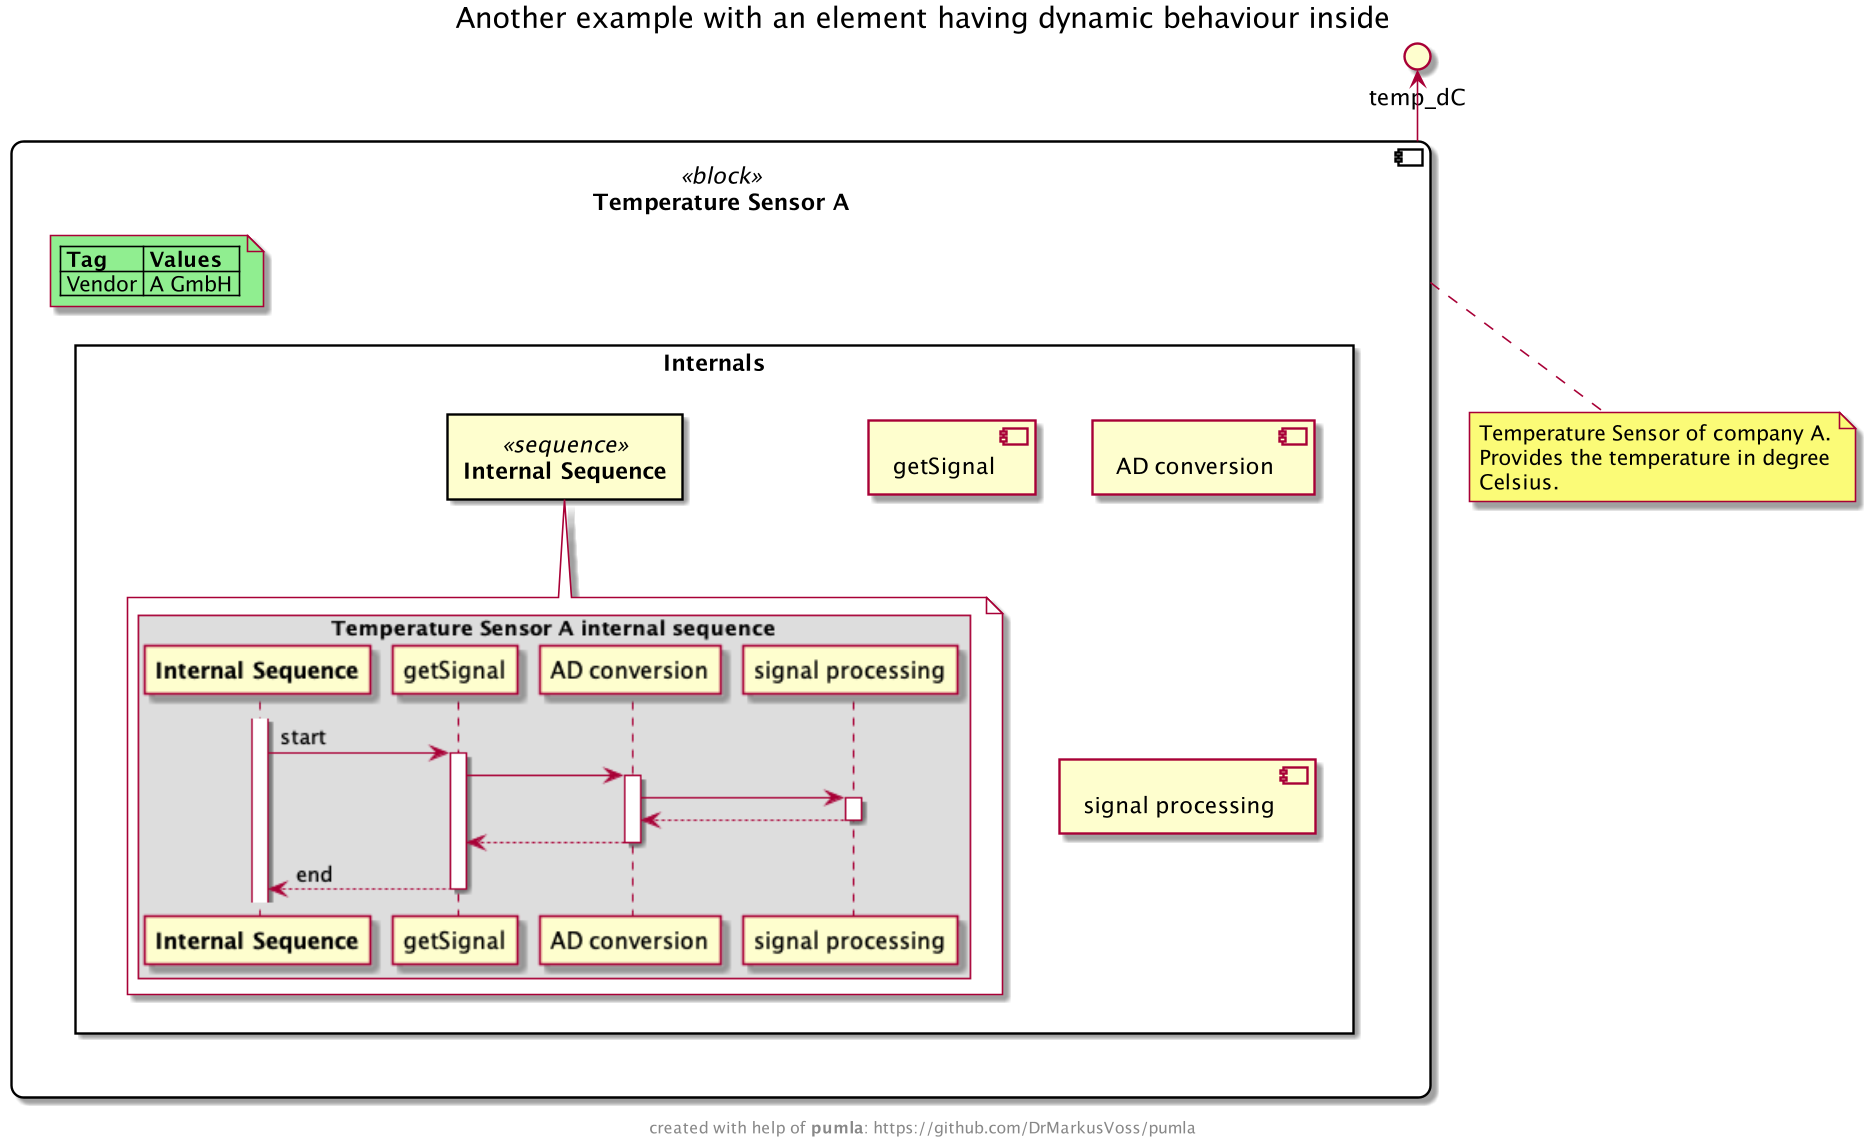 Another example with an element having dynamic behaviour inside
temp_dC
«block»
Temperature Sensor A
Tag Values
Vendor A GmbH
Internals
«sequence»
Internal Sequence
getSignal
AD conversion
Temperature Sensor of company A.
Provides the temperature in degree
Celsius.
Temperature Sensor A internal sequence
Internal Sequence getSignal AD conversion signal processing
start
signal processing
end
Internal Sequence getSignal AD conversion signal processing
created with help of pumla: https://github.com/DrMarkusVoss/pumla